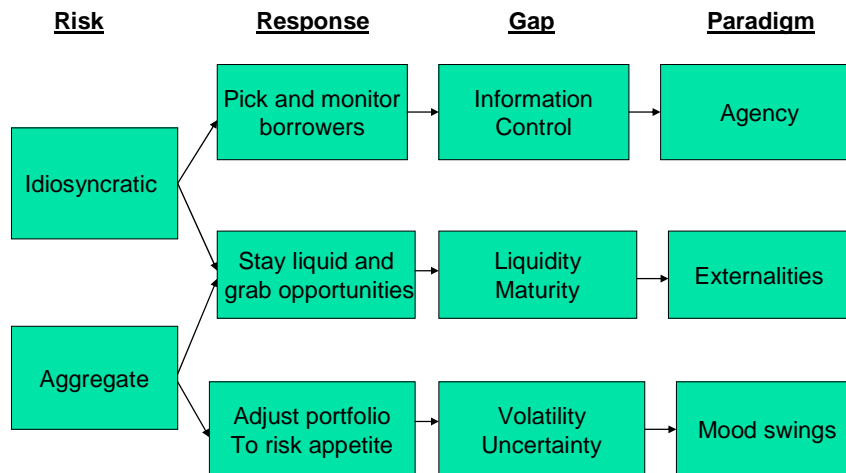 Risk
Response
Gap
Paradigm
Pick and monitor
borrowers
Information
Control
Agency
Idiosyncratic
Stay liquid and
grab opportunities
Liquidity
Maturity
Externalities
Aggregate
Adjust portfolio
To risk appetite
Volatility
Uncertainty
Mood swings